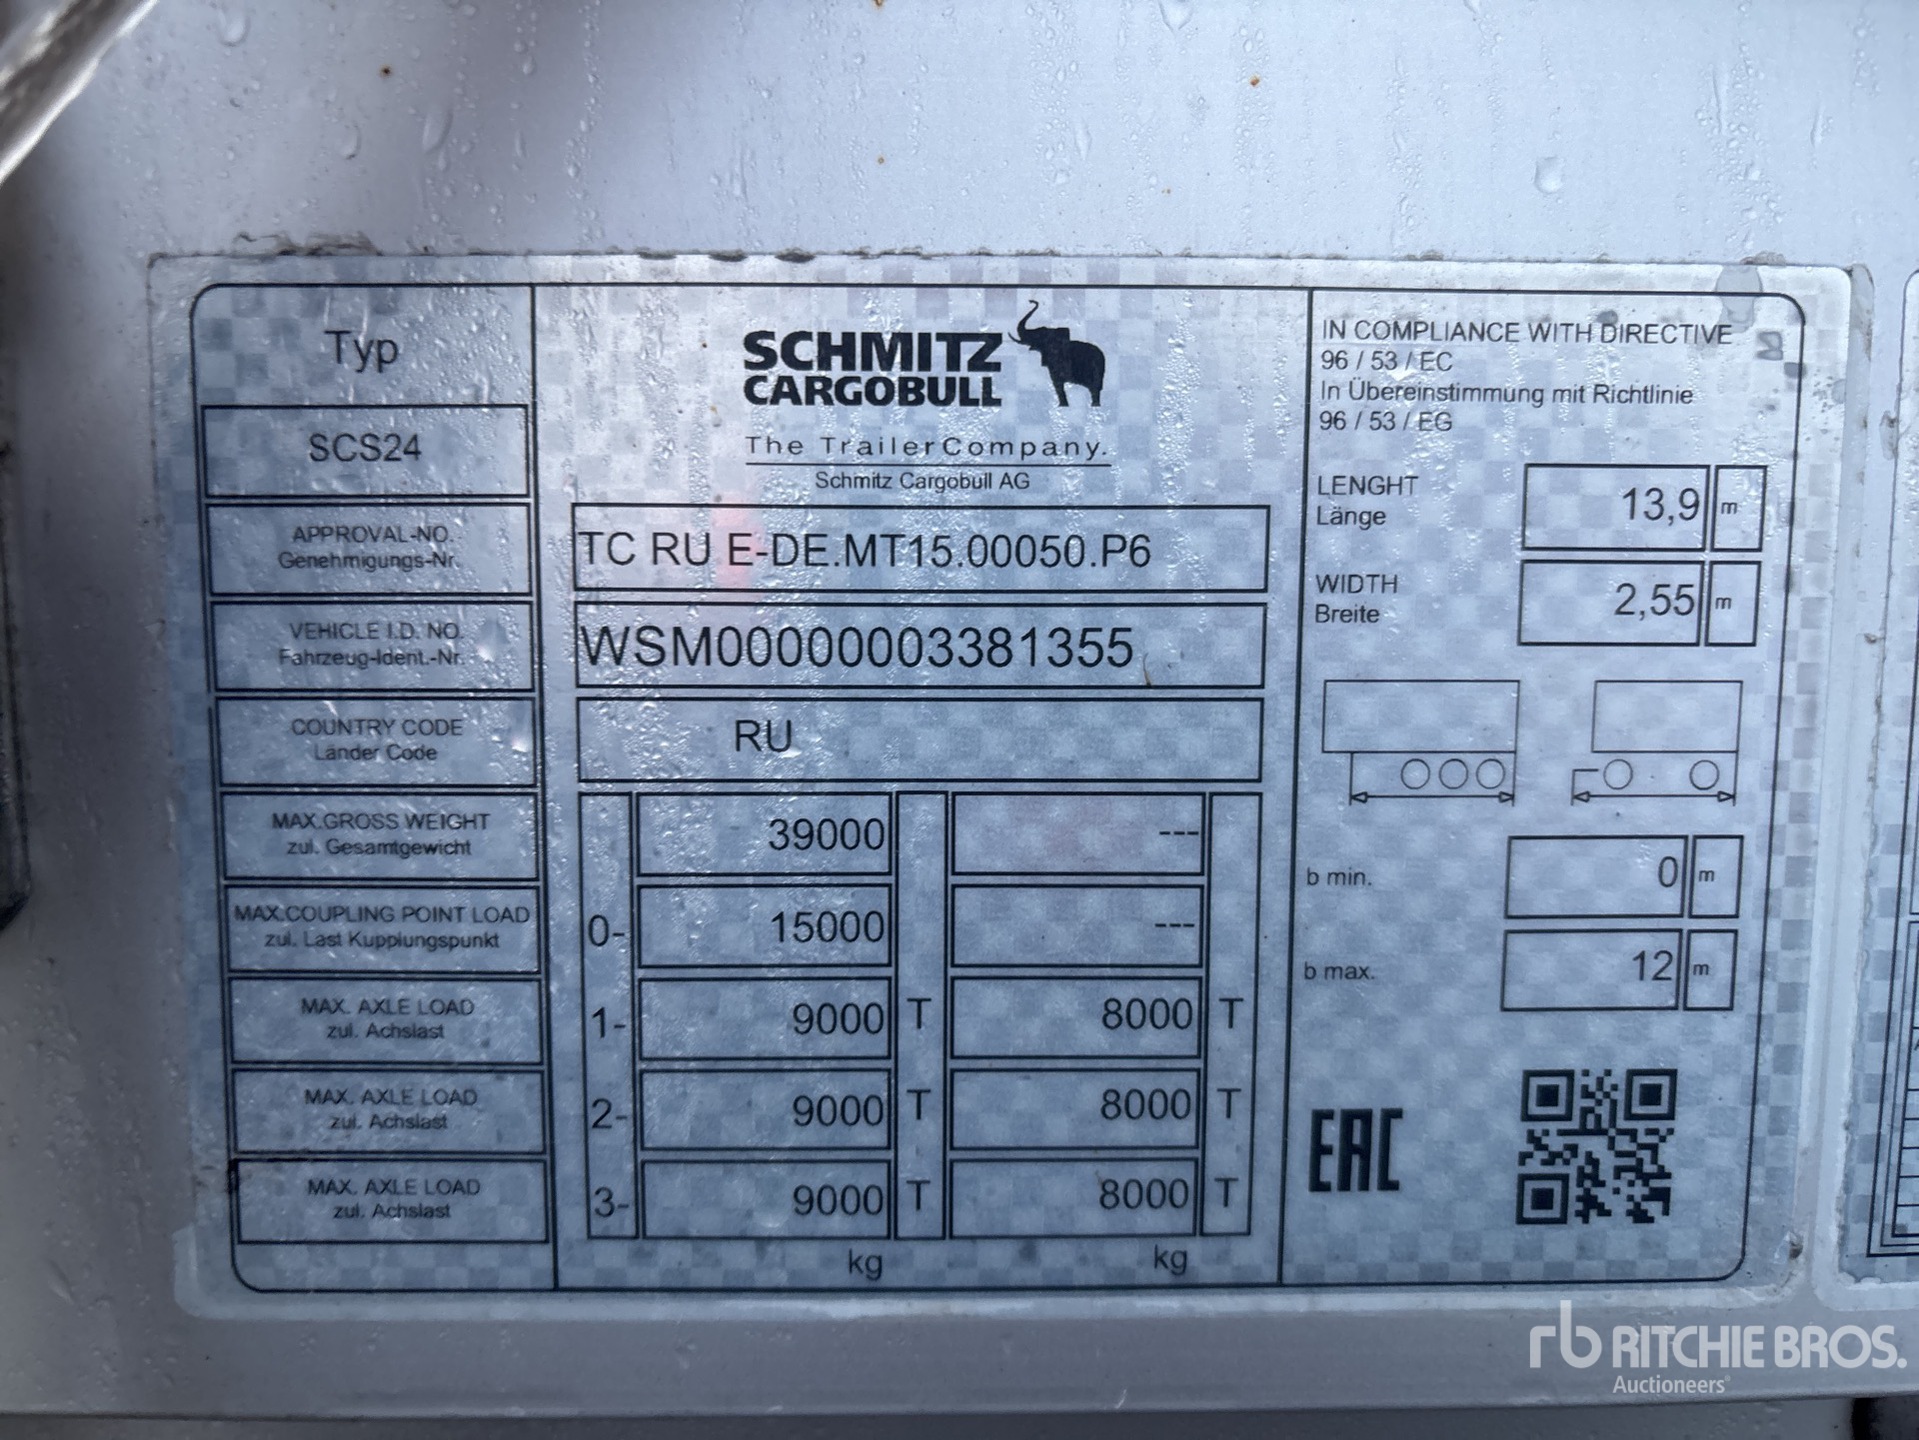 Typ
SCS24
SCHMITZ
CARGOBULL
The TrailerCompany.
Schmitz Cargobull AG
APPROVAL-NO.
Genehmigungs-Nr.
TC RU E-DE.MT15.00050.P6
VEHICLE I.D. NO.
Fahrzeug-Ident.-Nr.
WSM00000003381355
COUNTRY CODE
Länder Code
RU
MAX.GROSS WEIGHT
zul. Gesamtgewicht
39000 ---
MAX.COUPLING POINT LOAD
zul. Last Kupplungspunkt
0- 15000 ---
MAX. AXLE LOAD
zul. Achslast
1- 9000 T 8000 T
MAX. AXLE LOAD
zul. Achslast
2- 9000 T 8000 T
MAX. AXLE LOAD
zul. Achslast
3- 9000 T 8000 T
kg kg
IN COMPLIANCE WITH DIRECTIVE
96 / 53 / EC
In Übereinstimmung mit Richtlinie
96 / 53 / EG
LENGHT
Länge
13,9 m
WIDTH
Breite
2,55 m
b min. 0 m
b max. 12 m
EAC
rb RITCHIE BROS.
Auctioneers